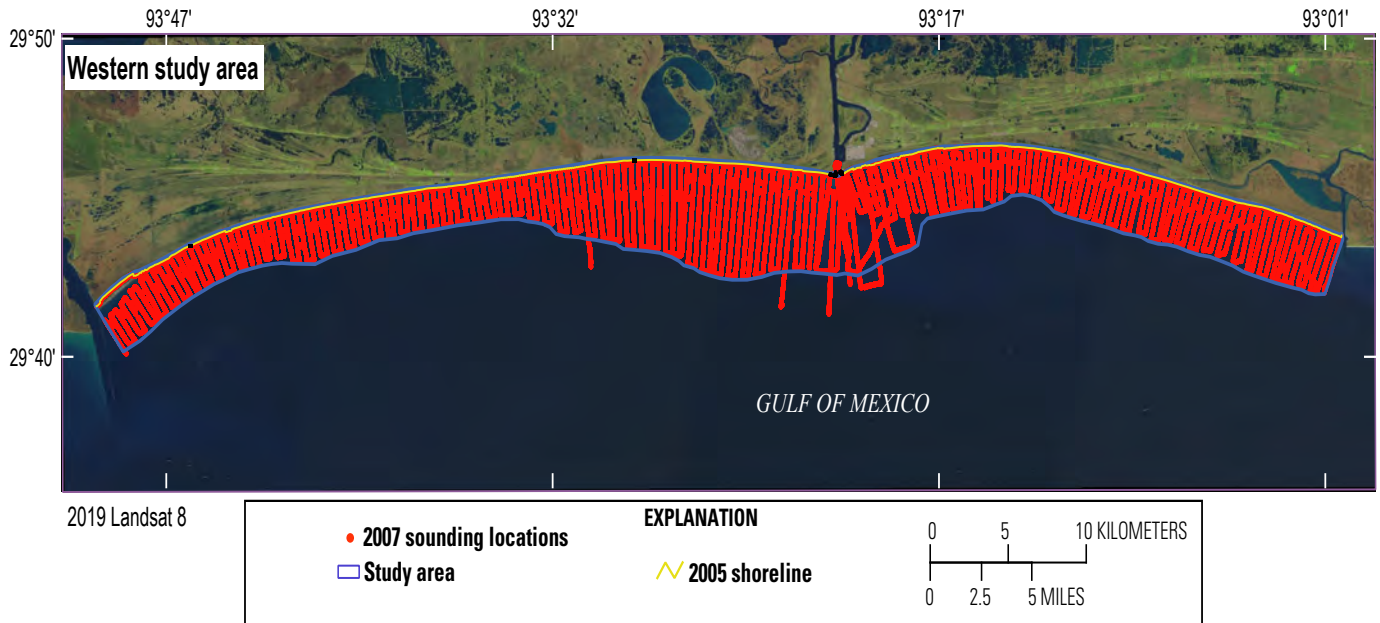 93°47' 93°32' 93°17' 93°01'
29°50'
Western study area
29°40'
GULF OF MEXICO
2019 Landsat 8
EXPLANATION
2007 sounding locations
Study area
2005 shoreline
0 5 10 KILOMETERS
0 2.5 5 MILES